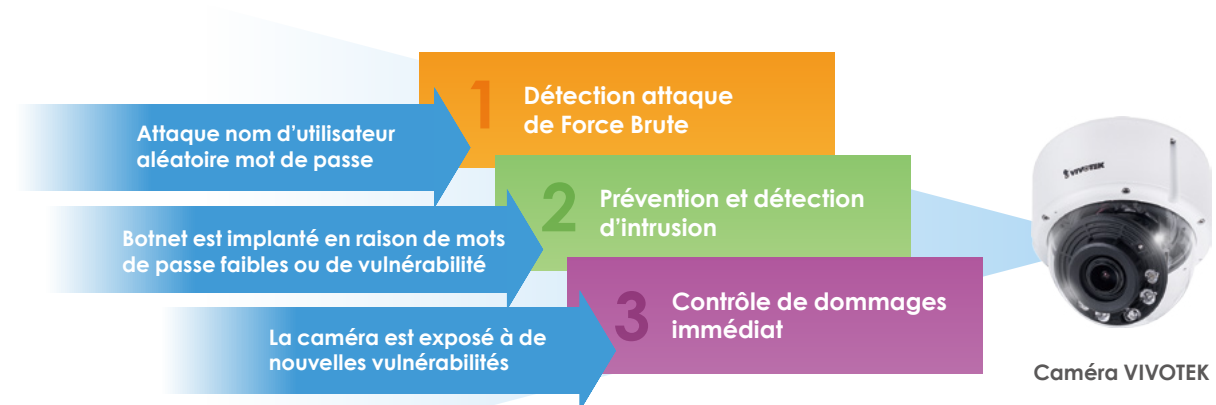 Attaque nom d'utilisateur
aléatoire mot de passe
1
Détection attaque
de Force Brute
Botnet est implanté en raison de mots
de passe faibles ou de vulnérabilité
2
Prévention et détection
d'intrusion
La caméra est exposé à de
nouvelles vulnérabilités
3
Contrôle de dommages
immédiat
VIVOTEK
Caméra VIVOTEK